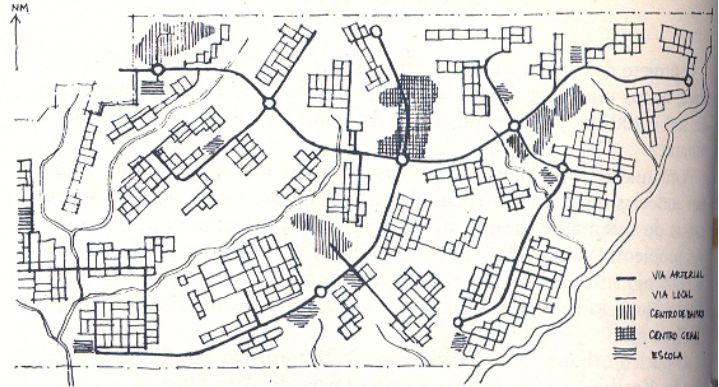 NM
VIA ARTERIAL
VIA LOCAL
CENTRO DE BAIRRO
CENTRO GERAL
ESCOLA